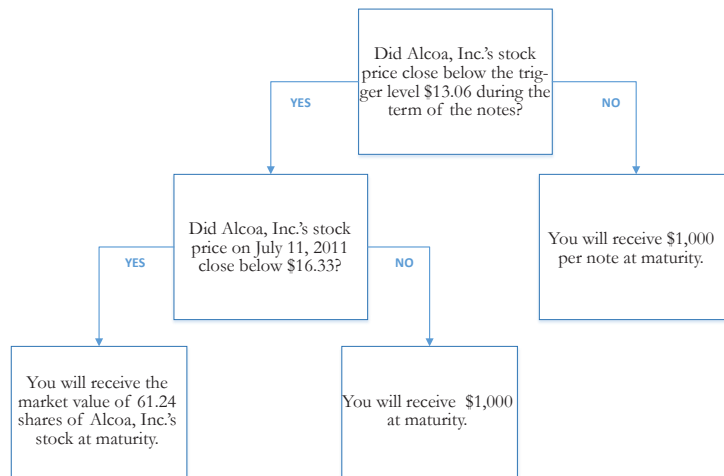 Did Alcoa, Inc.'s stock
price close below the trig-
ger level $13.06 during the
term of the notes?
YES
NO
Did Alcoa, Inc.'s stock
price on July 11, 2011
close below $16.33?
You will receive $1,000
per note at maturity.
YES
NO
You will receive the
market value of 61.24
shares of Alcoa, Inc.'s
stock at maturity.
You will receive $1,000
at maturity.